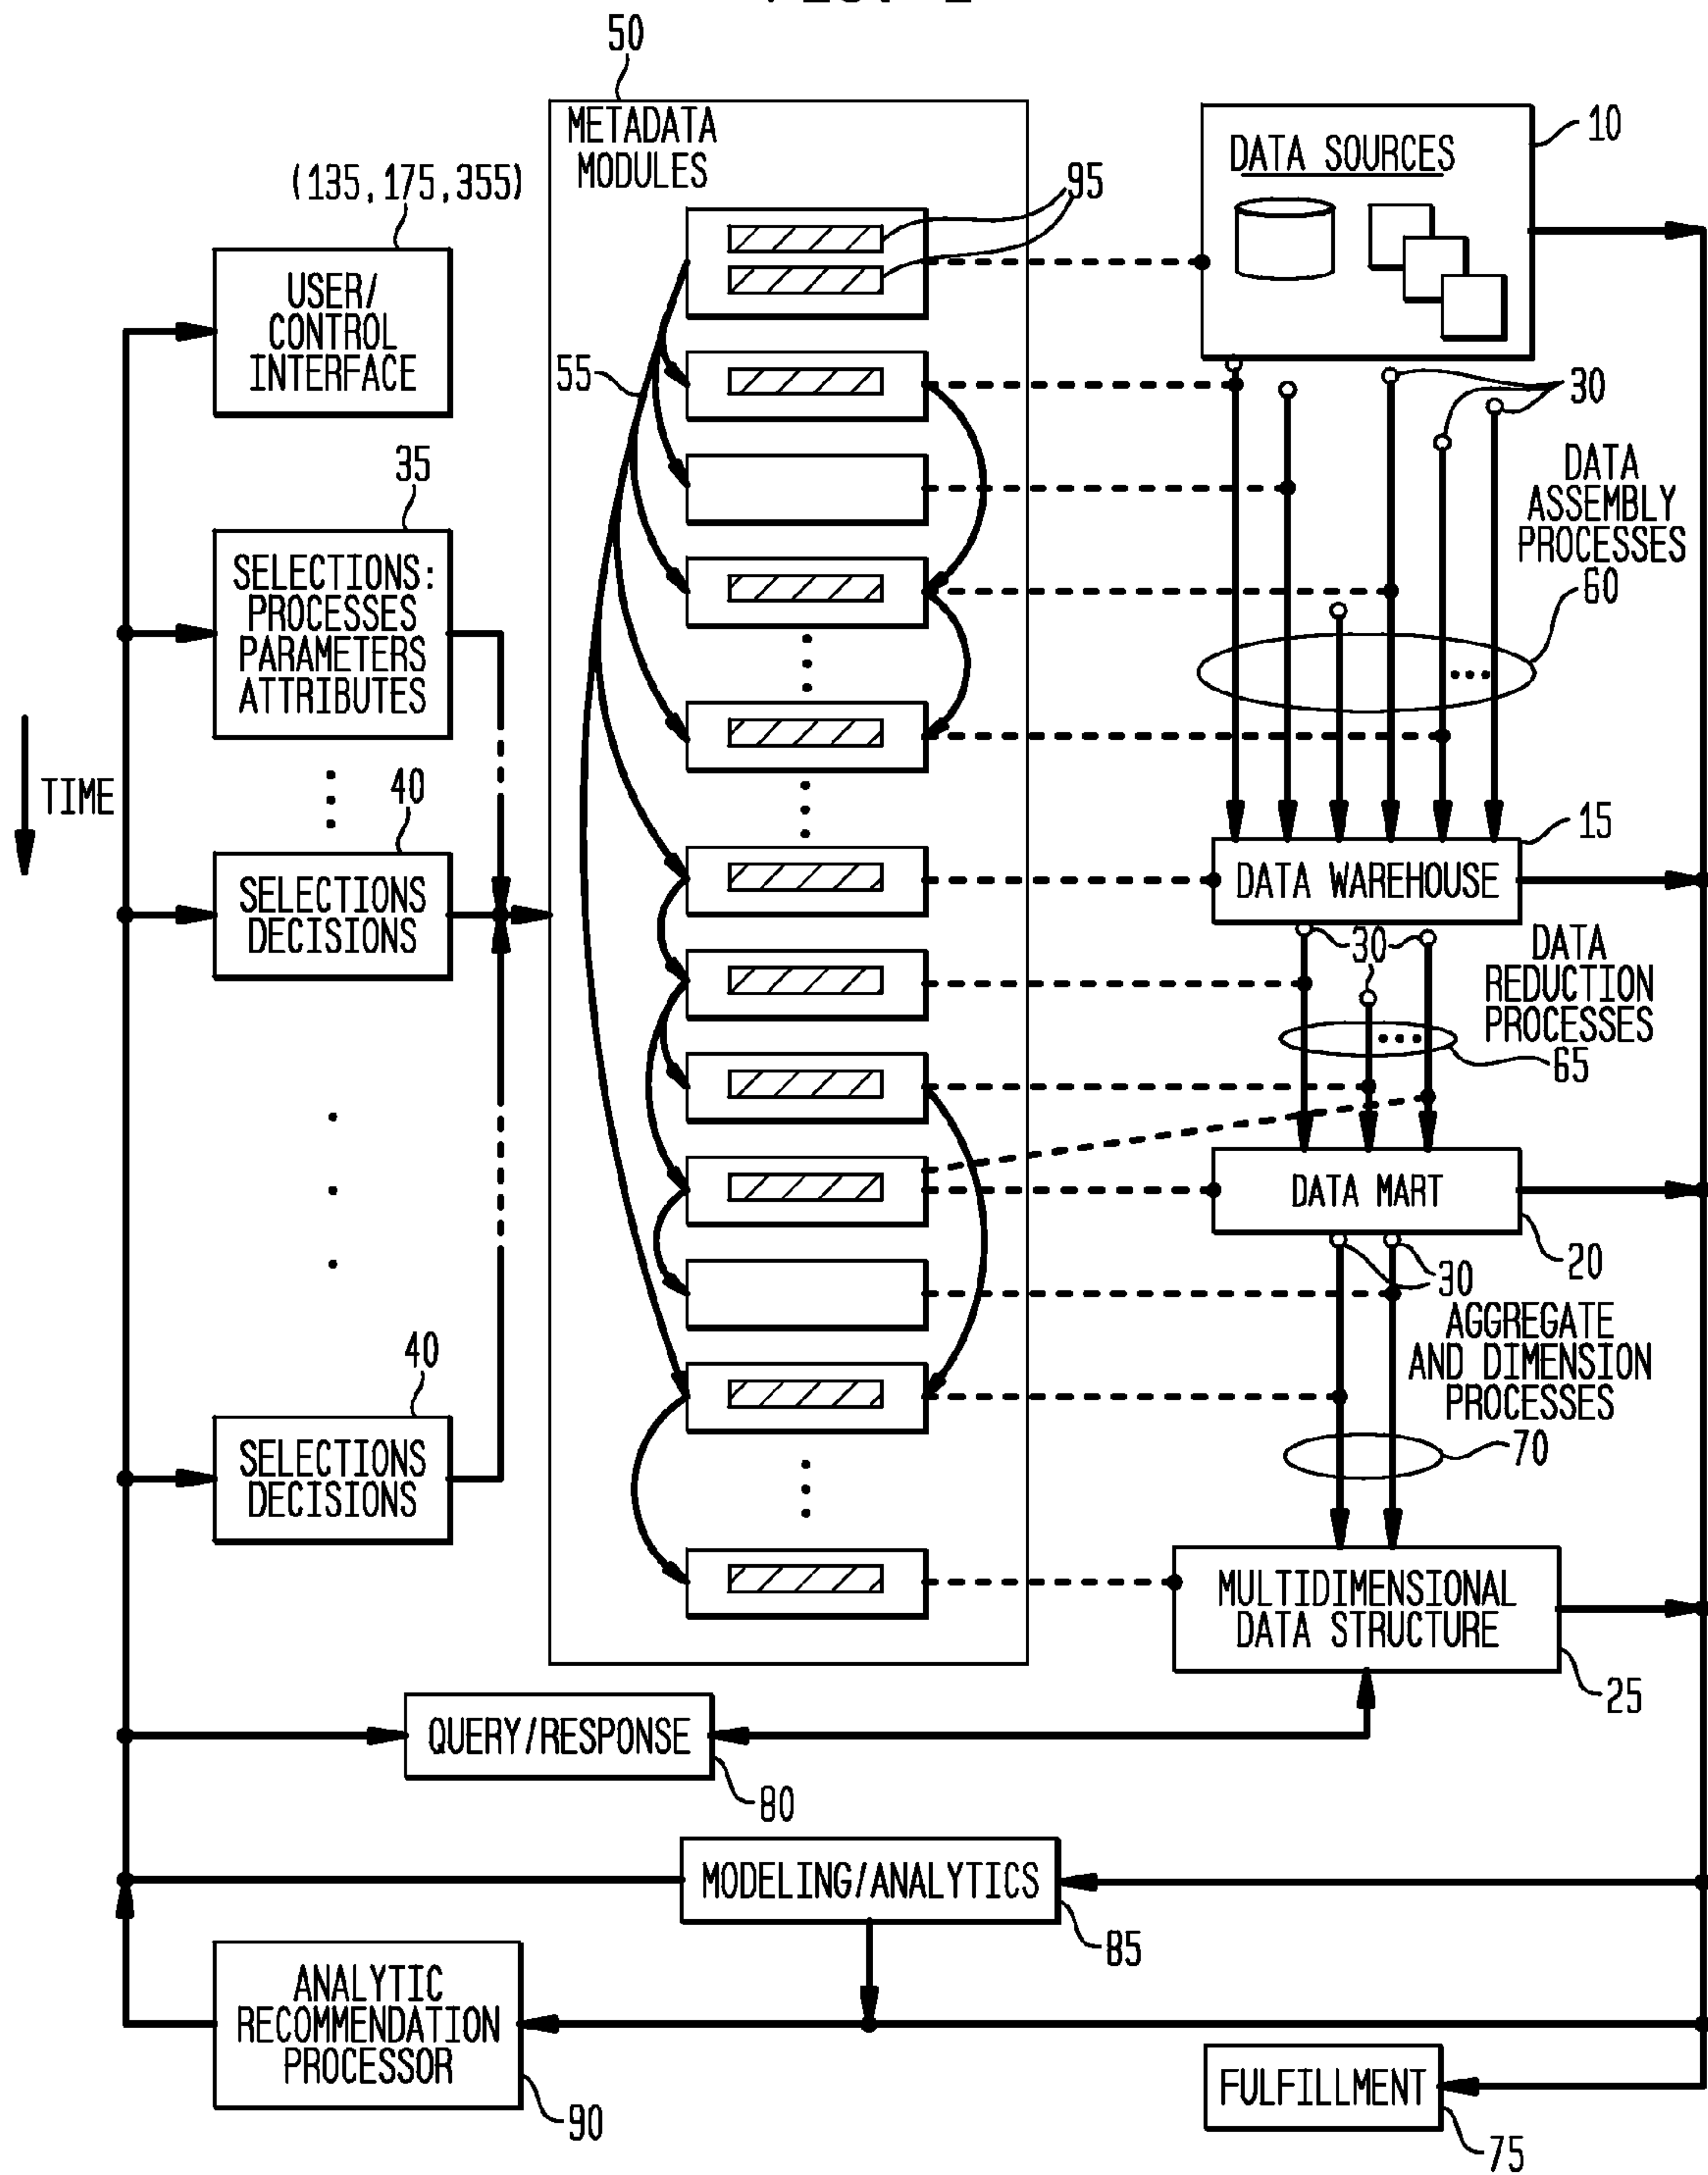 50
METADATA
MODULES
(135,175,355)
95
DATA SOURCES
10
USER/
CONTROL
INTERFACE
55
30
35
DATA
ASSEMBLY
PROCESSES
60
SELECTIONS:
PROCESSES
PARAMETERS
ATTRIBUTES
TIME
40
SELECTIONS
DECISIONS
15
DATA WAREHOUSE
30
DATA
REDUCTION
PROCESSES
65
DATA MART
20
30
AGGREGATE
AND DIMENSION
PROCESSES
70
40
SELECTIONS
DECISIONS
MULTIDIMENSIONAL
DATA STRUCTURE
25
QUERY/RESPONSE
80
MODELING/ANALYTICS
85
ANALYTIC
RECOMMENDATION
PROCESSOR
90
FULFILLMENT
75